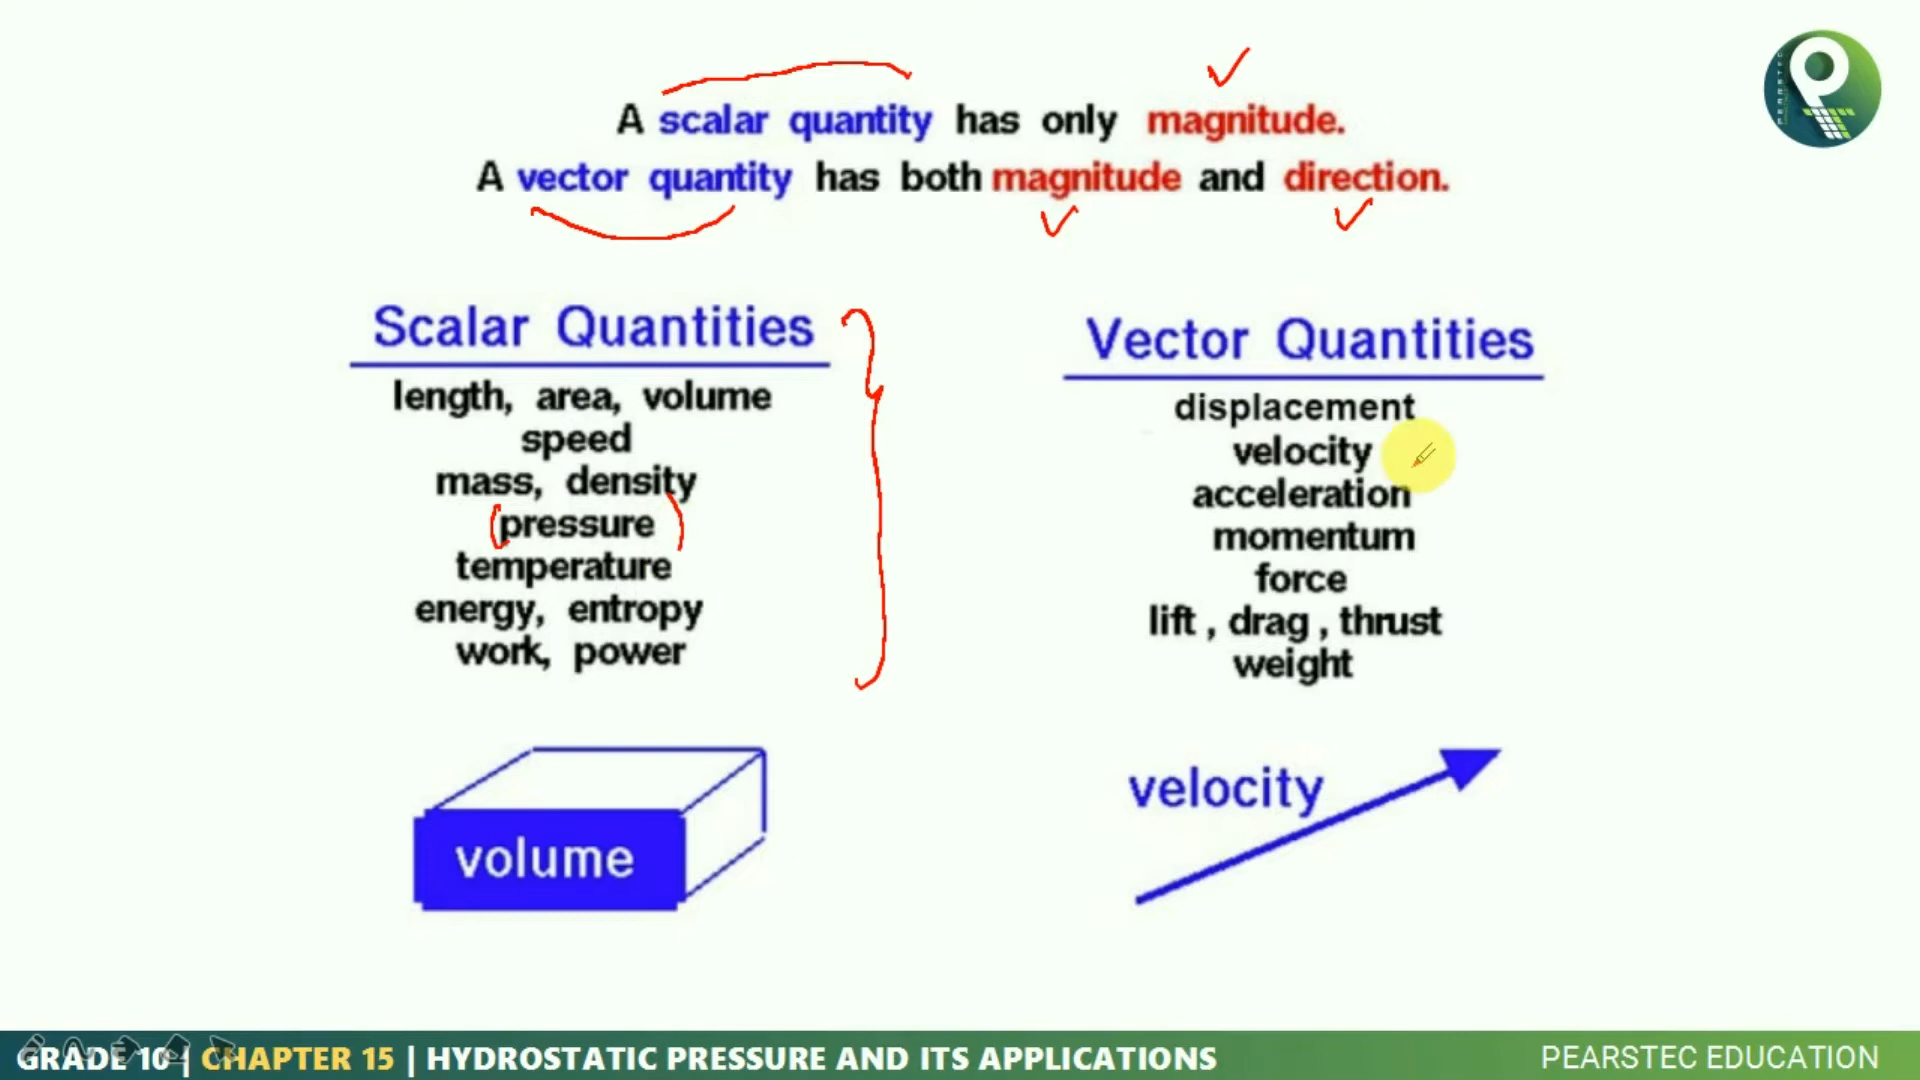 A scalar quantity has only magnitude.
A vector quantity has both magnitude and direction.
Scalar Quantities
length, area, volume
speed
mass, density
pressure
temperature
energy, entropy
work, power
volume
Vector Quantities
displacement
velocity
acceleration
momentum
force
lift , drag , thrust
weight
velocity
GRADE 10 | CHAPTER 15 | HYDROSTATIC PRESSURE AND ITS APPLICATIONS
PEARSTEC EDUCATION
PEARSTEC